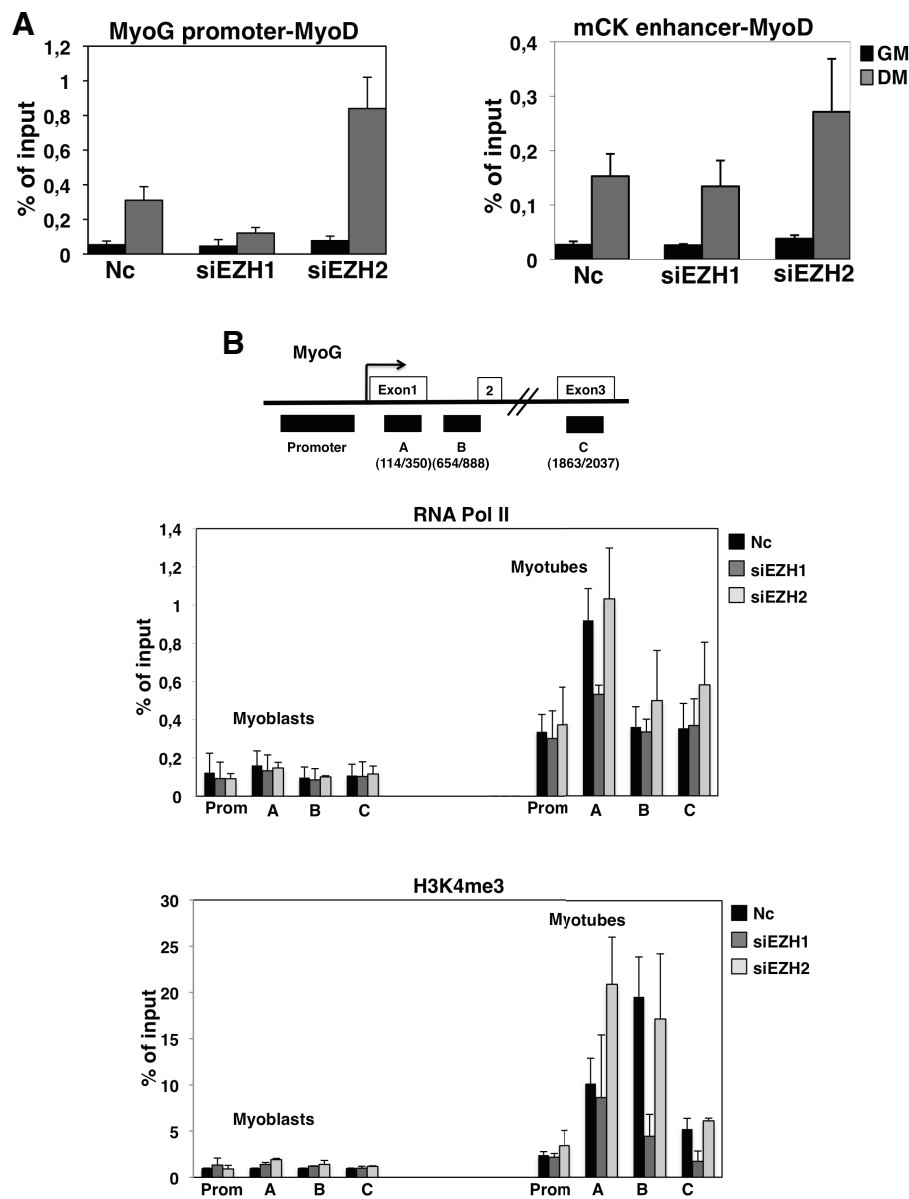 A
MyoG promoter-MyoD
% of input
1,2
1
0,8
0,6
0,4
0,2
0
Nc siEZH1 siEZH2
mCK enhancer-MyoD
% of input
0,4
0,3
0,2
0,1
0
Nc siEZH1 siEZH2
GM
DM
B
MyoG
Exon1 2 Exon3
Promoter A B C
(114/350)(654/888) (1863/2037)
RNA Pol II
% of input
1,4
1,2
1
0,8
0,6
0,4
0,2
0
Myoblasts
Myotubes
Prom A B C Prom A B C
Nc
siEZH1
siEZH2
H3K4me3
% of input
30
25
20
15
10
5
0
Myoblasts
Myotubes
Prom A B C Prom A B C
Nc
siEZH1
siEZH2